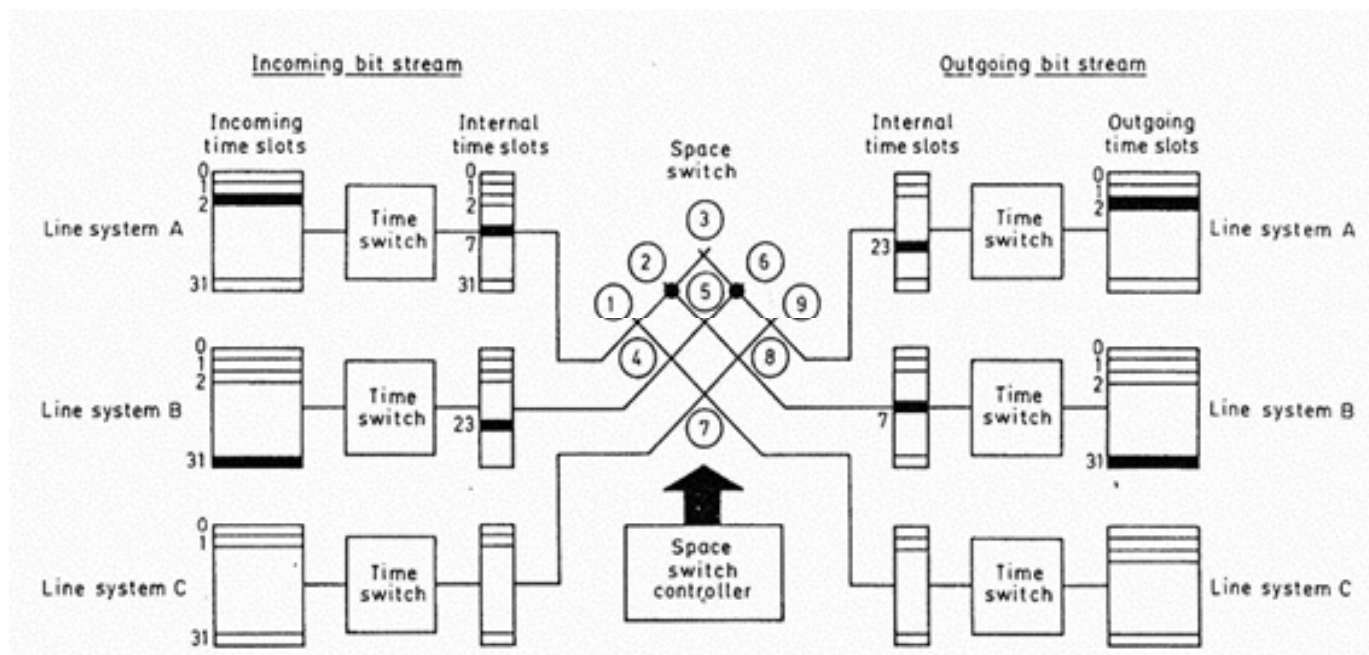 Incoming bit stream
Outgoing bit stream
Incoming
time slots
Internal
time slots
Space
switch
Internal
time slots
Outgoing
time slots
Line system A
0
1
2
31
Time
switch
0
1
2
7
31
3
2
6
5
1
9
4
8
7
23
Time
switch
0
1
2
31
Line system A
Line system B
0
1
2
31
Time
switch
23
7
Time
switch
0
1
2
31
Line system B
Line system C
0
1
31
Time
switch
Space
switch
controller
Time
switch
Line system C